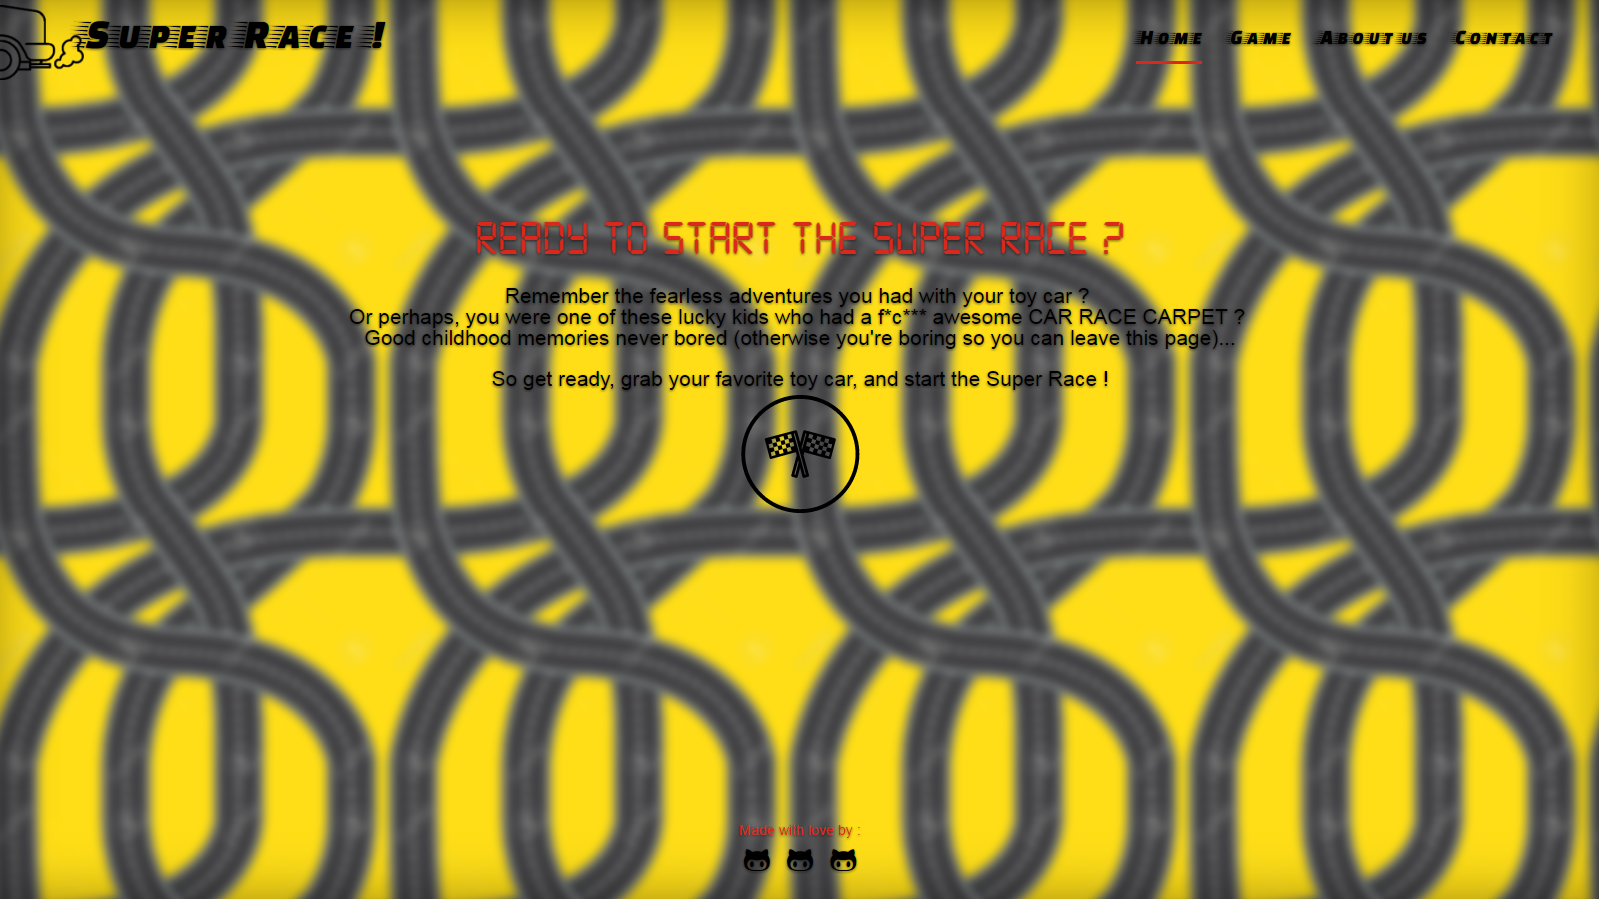 Super Race !
Home Game About us Contact
READY TO START THE SUPER RACE ?
Remember the fearless adventures you had with your toy car ?
Or perhaps, you were one of these lucky kids who had a f*c*** awesome CAR RACE CARPET ?
Good childhood memories never bored (otherwise you're boring so you can leave this page)...
So get ready, grab your favorite toy car, and start the Super Race !
Made with love by :